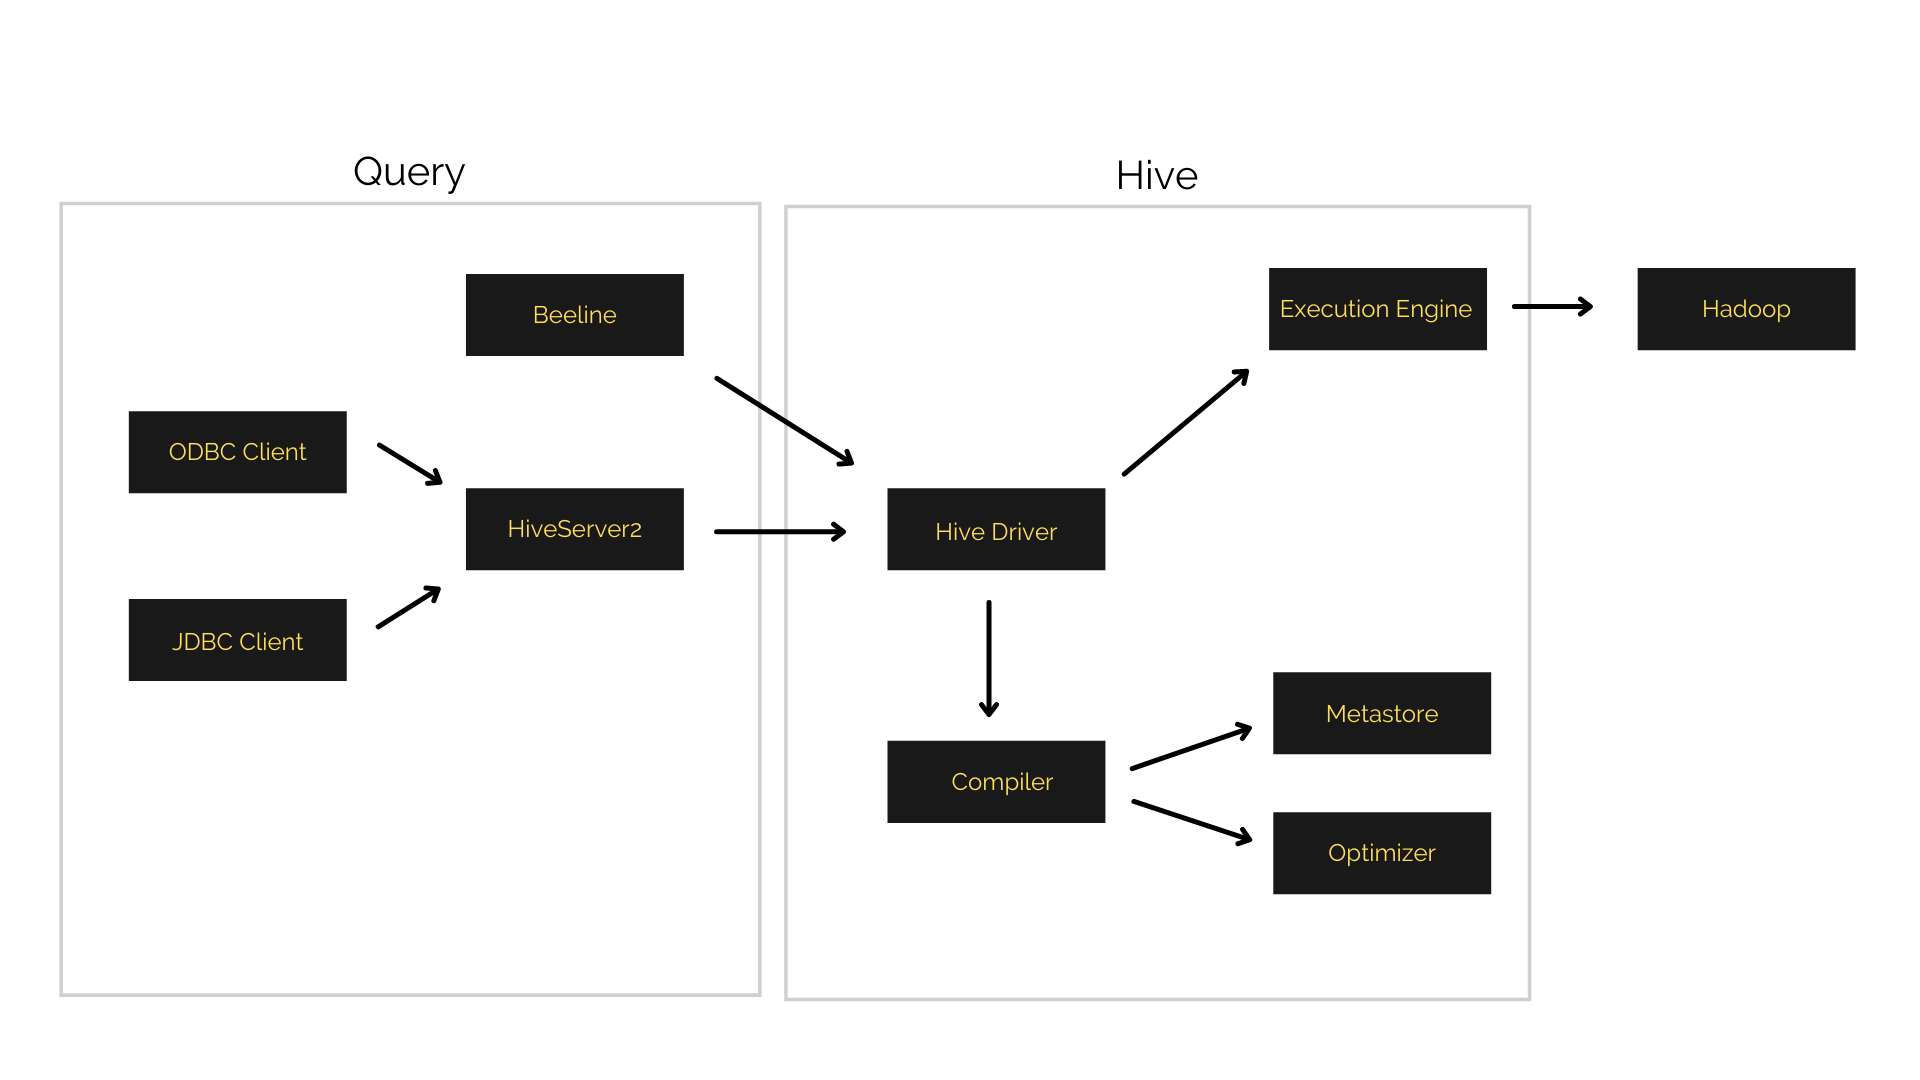 Query
Hive
Beeline
ODBC Client
HiveServer2
JDBC Client
Execution Engine
Hadoop
Hive Driver
Compiler
Metastore
Optimizer